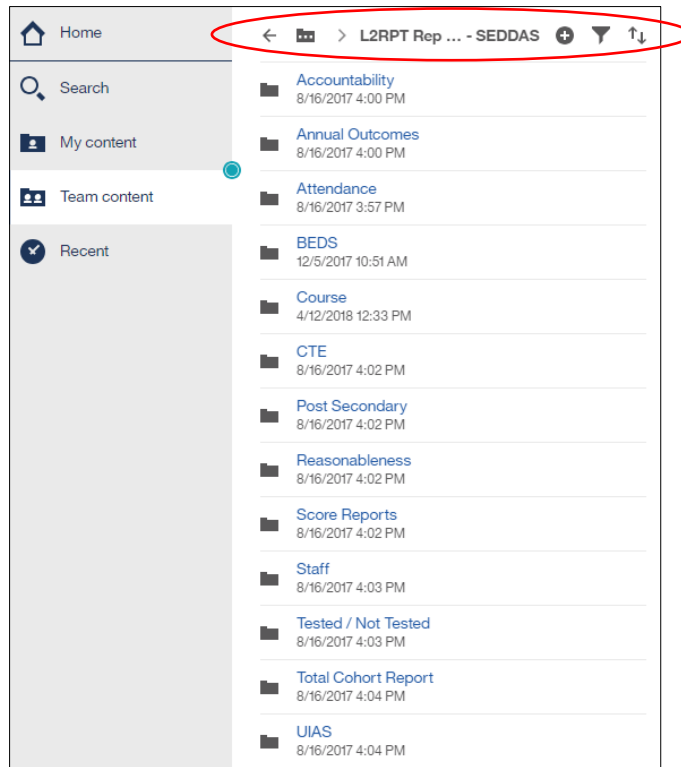 Home
Search
My content
Team content
Recent
L2RPT Rep ... - SEDDAS
Accountability
8/16/2017 4:00 PM
Annual Outcomes
8/16/2017 4:00 PM
Attendance
8/16/2017 3:57 PM
BEDS
12/5/2017 10:51 AM
Course
4/12/2018 12:33 PM
CTE
8/16/2017 4:02 PM
Post Secondary
8/16/2017 4:02 PM
Reasonableness
8/16/2017 4:02 PM
Score Reports
8/16/2017 4:02 PM
Staff
8/16/2017 4:03 PM
Tested / Not Tested
8/16/2017 4:03 PM
Total Cohort Report
8/16/2017 4:04 PM
UIAS
8/16/2017 4:04 PM